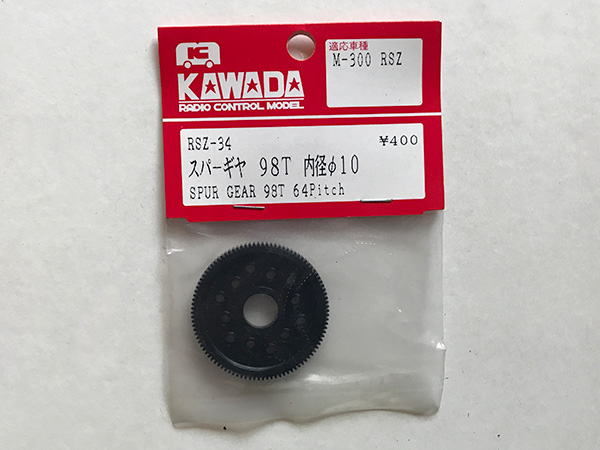 適応車種
M-300 RSZ
KAWADA
RADIO CONTROL MODEL
RSZ-34 ¥400
スパーギヤ 98T 内径φ10
SPUR GEAR 98T 64Pitch